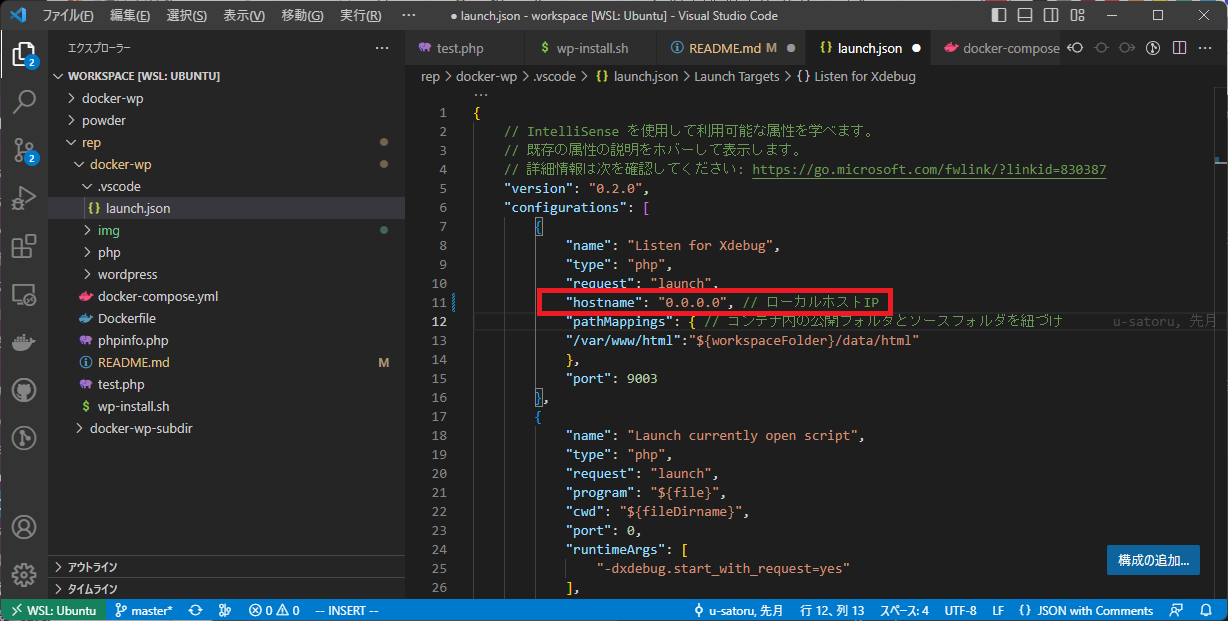 ファイル(F) 編集(E) 選択(S) 表示(V) 移動(G) 実行(R) ··· ● launch.json - workspace [WSL: Ubuntu] - Visual Studio Code
エクスプローラー ···
test.php $ wp-install.sh README.md M ● {} launch.json ● docker-compose ···
rep > docker-wp > .vscode > {} launch.json > Launch Targets > {} Listen for Xdebug
2
WORKSPACE [WSL: UBUNTU]
docker-wp
powder
rep
docker-wp
.vscode
{} launch.json
img
php
wordpress
docker-compose.yml
Dockerfile
phpinfo.php
README.md M
test.php
$ wp-install.sh
docker-wp-subdir
アウトライン
タイムライン
2
···
1 {
2 // IntelliSense を使用して利用可能な属性を学べます。
3 // 既存の属性の説明をホバーして表示します。
4 // 詳細情報は次を確認してください: https://go.microsoft.com/fwlink/?linkid=830387
5 "version": "0.2.0",
6 "configurations": [
7 {
8 "name": "Listen for Xdebug",
9 "type": "php",
10 "request": "launch",
11 "hostname": "0.0.0.0", // ローカルホストIP
12 "pathMappings": { // コンテナ内の公開フォルダとソースフォルダを紐づけ u-satoru, 先月
13 "/var/www/html":"${workspaceFolder}/data/html"
14 },
15 "port": 9003
16 },
17 {
18 "name": "Launch currently open script",
19 "type": "php",
20 "request": "launch",
21 "program": "${file}",
22 "cwd": "${fileDirname}",
23 "port": 0,
24 "runtimeArgs": [
25 "-dxdebug.start_with_request=yes"
26 ],
構成の追加...
WSL: Ubuntu master* 0 0 -- INSERT -- u-satoru, 先月 行 12、列 13 スペース: 4 UTF-8 LF {} JSON with Comments